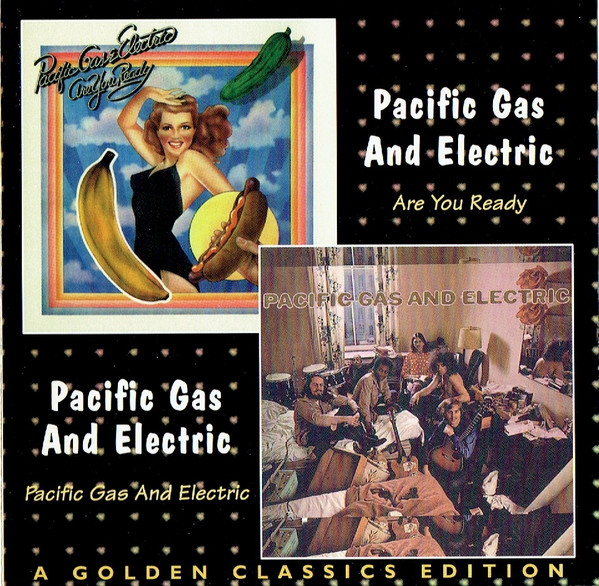 Pacific Gas & Electric
Are You Ready
Pacific Gas
And Electric
Are You Ready
PACIFIC GAS AND ELECTRIC
Pacific Gas
And Electric
Pacific Gas And Electric
A GOLDEN CLASSICS EDITION